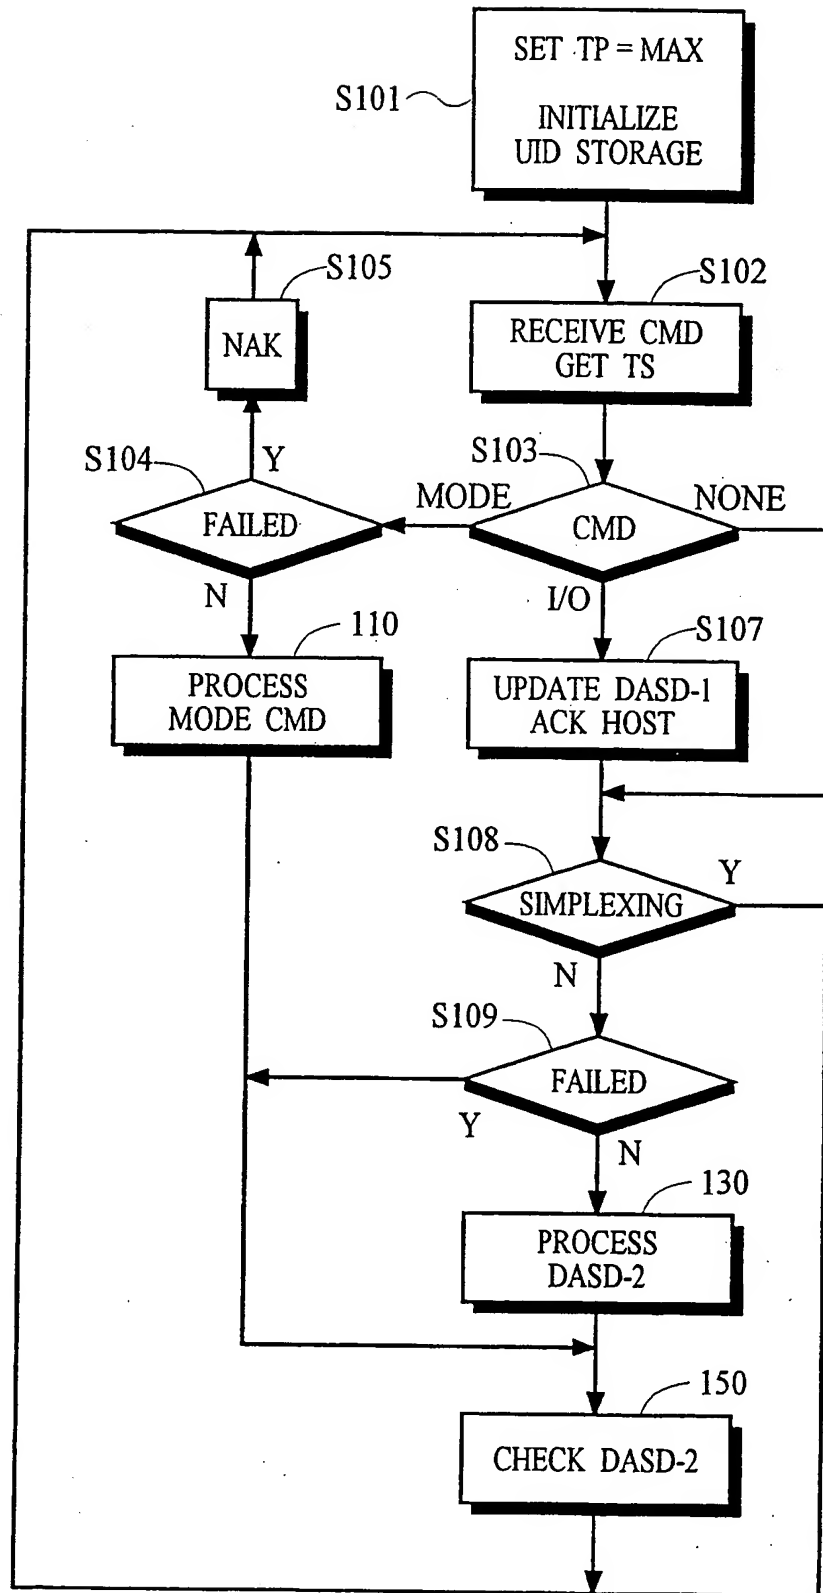 SET TP = MAX
S101
INITIALIZE
UID STORAGE
S105
S102
NAK
RECEIVE CMD
GET TS
S104
Y
S103
MODE
NONE
FAILED
CMD
N
I/O
110
S107
PROCESS
MODE CMD
UPDATE DASD-1
ACK HOST
S108
Y
SIMPLEXING
N
S109
FAILED
Y
N
130
PROCESS
DASD-2
150
CHECK DASD-2